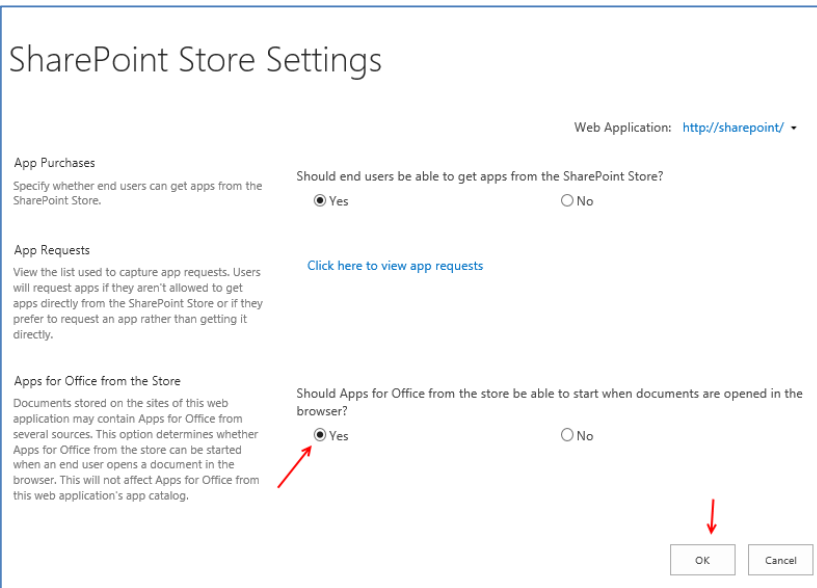 SharePoint Store Settings
Web Application: http://sharepoint/
App Purchases
Specify whether end users can get apps from the
SharePoint Store.
Should end users be able to get apps from the SharePoint Store?
Yes
No
App Requests
View the list used to capture app requests. Users
will request apps if they aren't allowed to get
apps directly from the SharePoint Store or if they
prefer to request an app rather than getting it
directly.
Click here to view app requests
Apps for Office from the Store
Documents stored on the sites of this web
application may contain Apps for Office from
several sources. This option determines whether
Apps for Office from the store can be started
when an end user opens a document in the
browser. This will not affect Apps for Office from
this web application's app catalog.
Should Apps for Office from the store be able to start when documents are opened in the
browser?
Yes
No
OK
Cancel